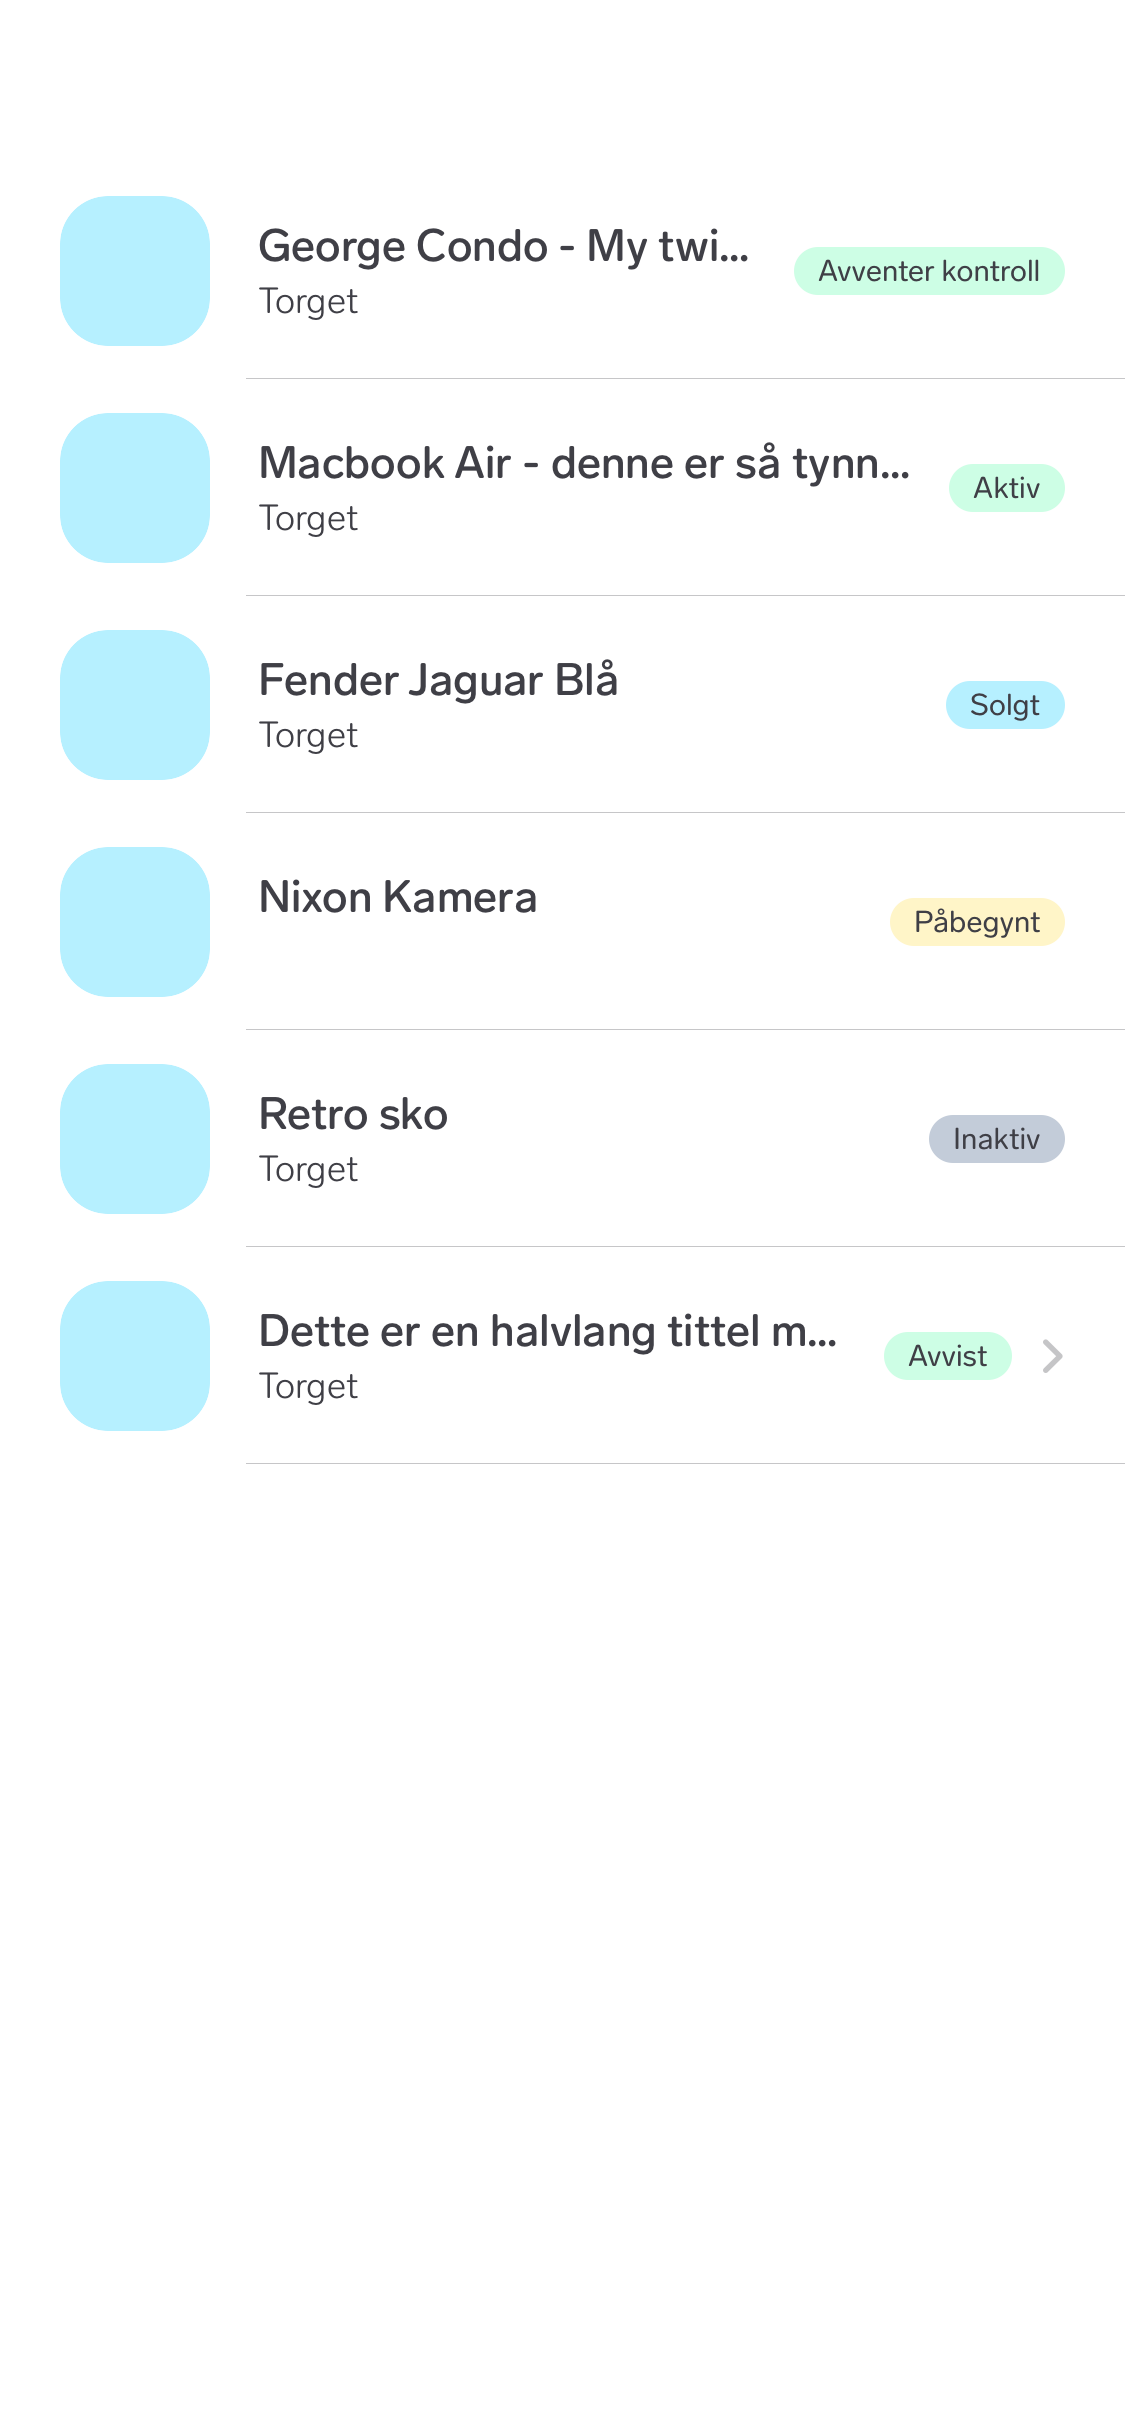 George Condo - My twi...
Avventer kontroll
Torget
Macbook Air - denne er så tynn...
Aktiv
Torget
Fender Jaguar Blå
Solgt
Torget
Nixon Kamera
Påbegynt
Retro sko
Inaktiv
Torget
Dette er en halvlang tittel m...
Avvist
Torget